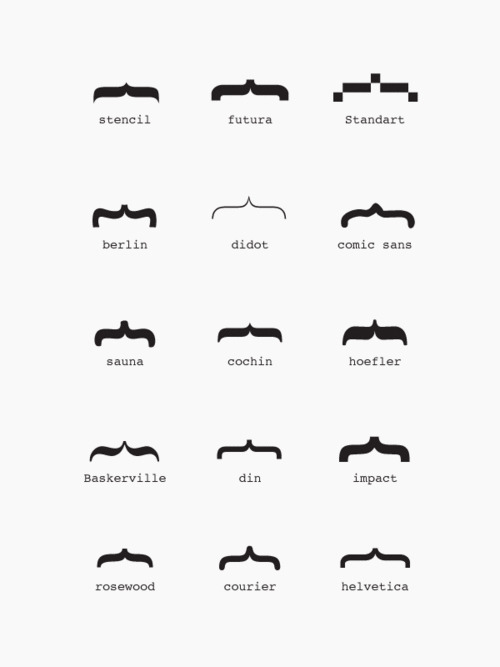 stencil futura Standart
berlin didot comic sans
sauna cochin hoefler
Baskerville din impact
rosewood courier helvetica